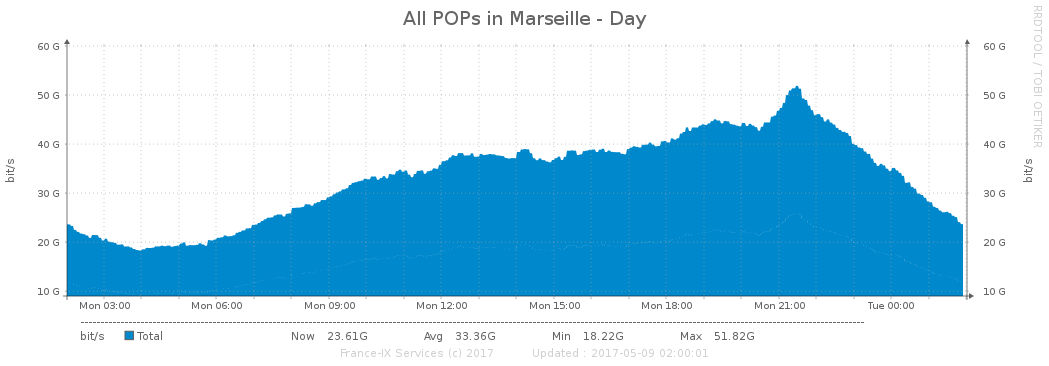 All POPs in Marseille - Day
RRDTOOL / TOBI OETIKER
60 G 60 G
50 G 50 G
40 G 40 G
30 G 30 G
20 G 20 G
10 G 10 G
bit/s bit/s
Mon 03:00 Mon 06:00 Mon 09:00 Mon 12:00 Mon 15:00 Mon 18:00 Mon 21:00 Tue 00:00
bit/s Total Now 23.61G Avg 33.36G Min 18.22G Max 51.82G
France-IX Services (c) 2017 Updated : 2017-05-09 02:00:01